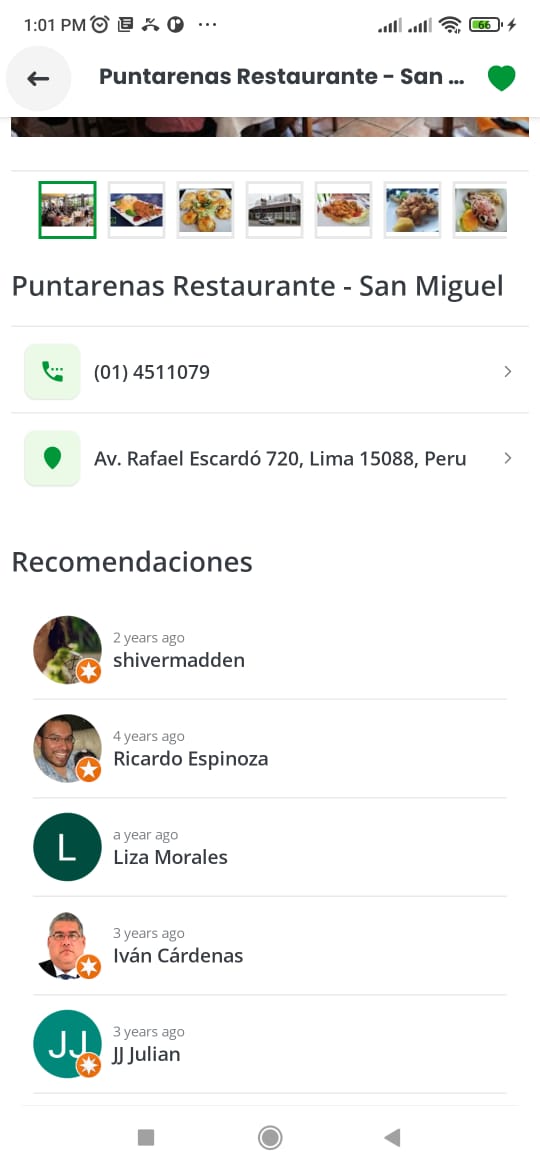 1:01 PM
66
Puntarenas Restaurante - San ...
Puntarenas Restaurante - San Miguel
(01) 4511079
Av. Rafael Escardó 720, Lima 15088, Peru
Recomendaciones
2 years ago
shivermadden
4 years ago
Ricardo Espinoza
a year ago
L
Liza Morales
3 years ago
Iván Cárdenas
3 years ago
JJ
JJ Julian